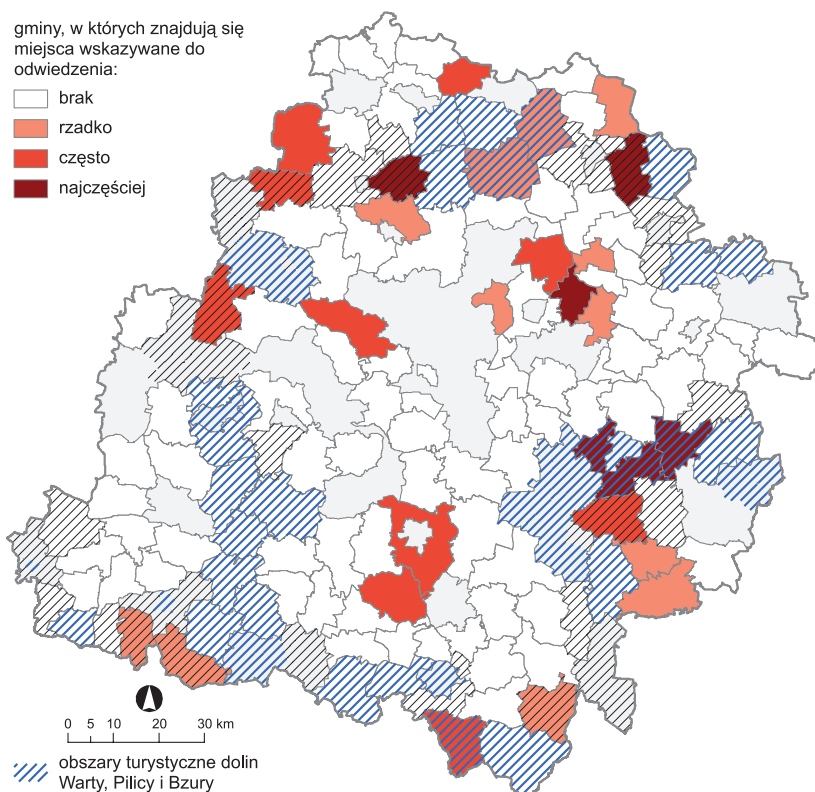 gminy, w których znajdują się
miejsca wskazywane do
odwiedzenia:
brak
rzadko
często
najczęściej
0 5 10 20 30 km
obszary turystyczne dolin
Warty, Pilicy i Bzury